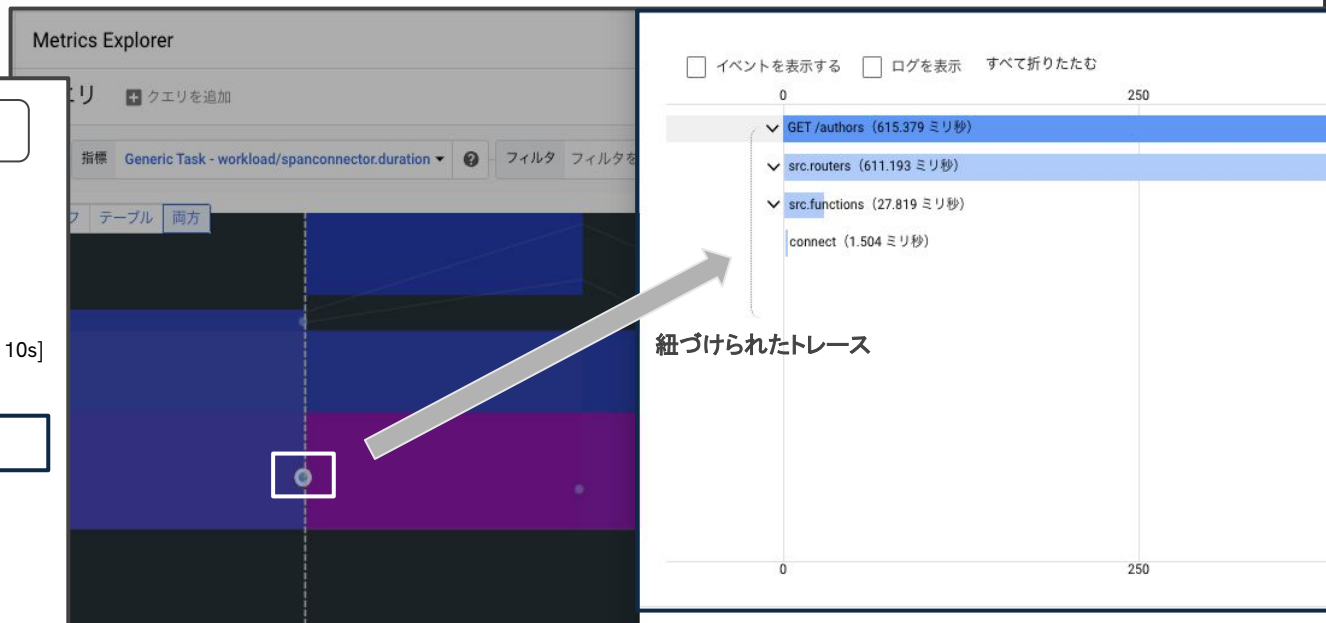 Metrics Explorer
エリ
クエリを追加
指標 Generic Task - workload/spanconnector.duration
フィルタ フィルタを
フ テーブル 両方
10s]
イベントを表示する ログを表示 すべて折りたたむ
0 250
GET /authors（615.379 ミリ秒）
src.routers（611.193 ミリ秒）
src.functions（27.819 ミリ秒）
connect（1.504 ミリ秒）
紐づけられたトレース
0 250